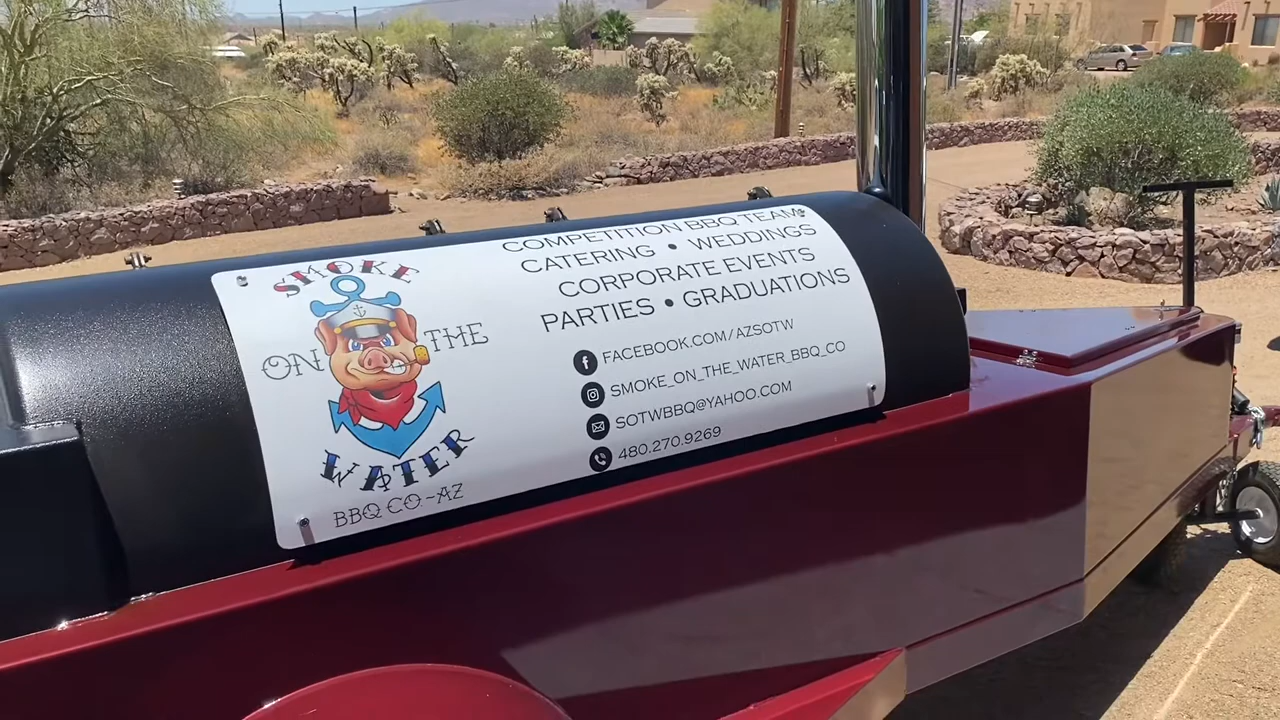 SMOKE
ON THE
WATER
BBQ CO.-AZ
COMPETITION BBQ TEAMS
CATERING • WEDDINGS
CORPORATE EVENTS
PARTIES • GRADUATIONS
FACEBOOK.COM/AZSOTW
SMOKE_ON_THE_WATER_BBQ_CO
SOTWBBQ@YAHOO.COM
480.270.9269